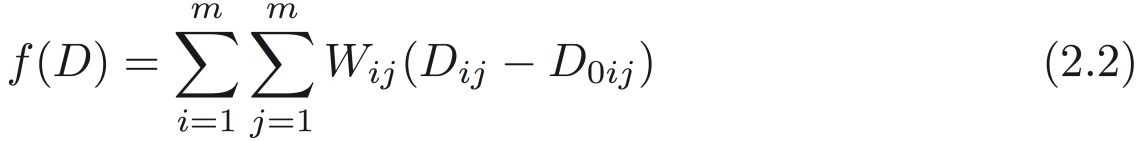 f(D) = \sum_{i=1}^{m} \sum_{j=1}^{m} W_{ij}(D_{ij} - D_{0ij}) (2.2)